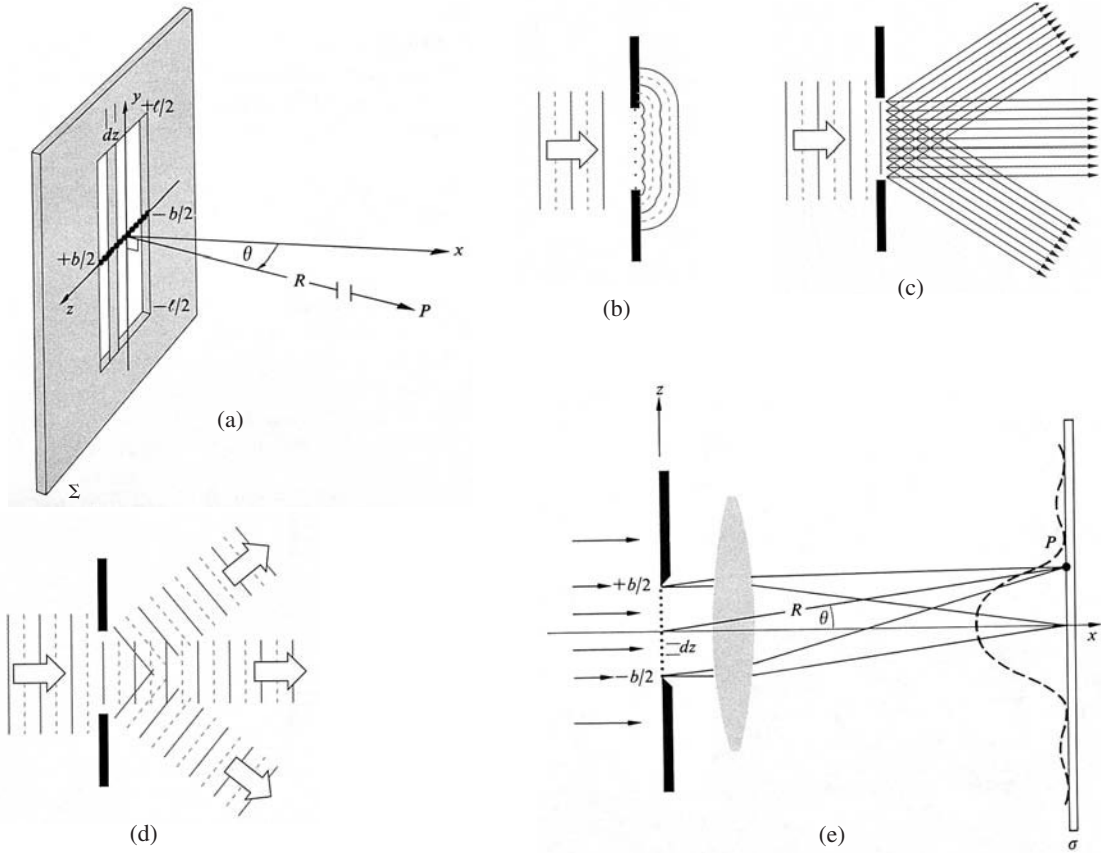 y
+ℓ/2
dz
−b/2
+b/2
θ
x
R
z
P
−ℓ/2
(a)
Σ
(b)
(c)
(d)
z
P
+b/2
R
θ
x
dz
−b/2
σ
(e)